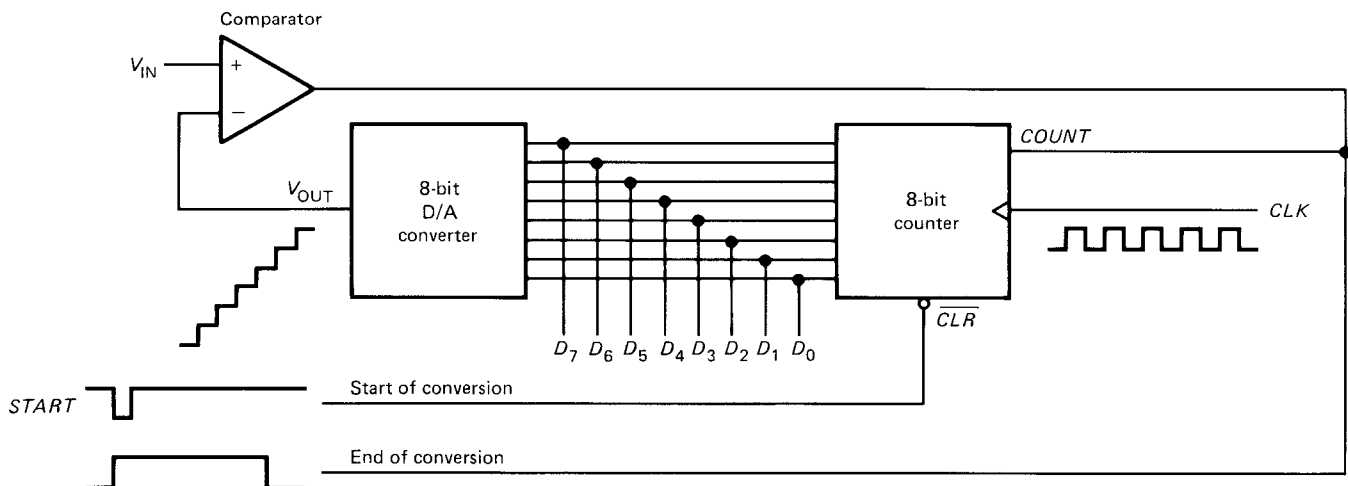 Comparator
V_IN
+
−
8-bit
D/A
converter
V_OUT
8-bit
counter
COUNT
CLK
C̅L̅R̅
D₇ D₆ D₅ D₄ D₃ D₂ D₁ D₀
START
Start of conversion
End of conversion